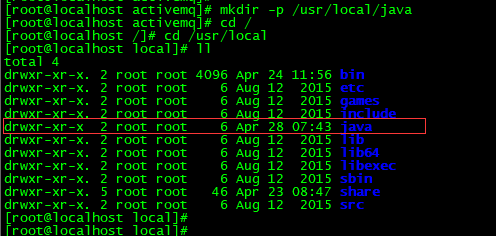 [root@localhost activemq]# mkdir -p /usr/local/java
[root@localhost activemq]# cd /
[root@localhost /]# cd /usr/local
[root@localhost local]# ll
total 4
drwxr-xr-x. 2 root root 4096 Apr 24 11:56 bin
drwxr-xr-x. 2 root root    6 Aug 12  2015 etc
drwxr-xr-x. 2 root root    6 Aug 12  2015 games
drwxr-xr-x. 2 root root    6 Aug 12  2015 include
drwxr-xr-x  2 root root    6 Apr 28 07:43 java
drwxr-xr-x. 2 root root    6 Aug 12  2015 lib
drwxr-xr-x. 2 root root    6 Aug 12  2015 lib64
drwxr-xr-x. 2 root root    6 Aug 12  2015 libexec
drwxr-xr-x. 2 root root    6 Aug 12  2015 sbin
drwxr-xr-x. 5 root root   46 Apr 23 08:47 share
drwxr-xr-x. 2 root root    6 Aug 12  2015 src
[root@localhost local]#
[root@localhost local]#